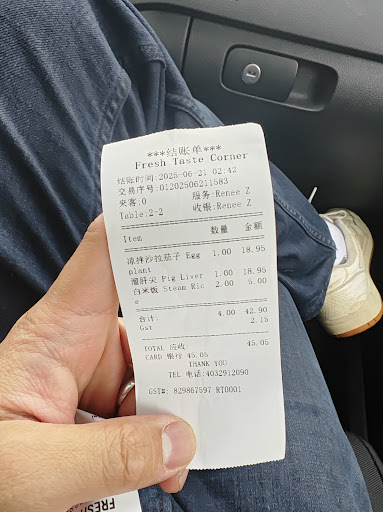 ***结账单***
Fresh Taste Corner
结账时间:2025-06-21 02:42
交易序号:01202506211583
来客:0 服务:Renee Z
Table:2-2 收银:Renee Z
Item 数量 金额
凉拌沙拉茄子 Egg 1.00 18.95
plant
溜肝尖 Pig Liver 1.00 18.95
白米饭 Steam Ric 2.00 5.00
e
合计: 4.00 42.90
Gst 2.15
TOTAL 应收: 45.05
CARD 银行 45.05
THANK YOU
TEL 电话:4032912090
GST#: 829867597 RT0001
FRESH